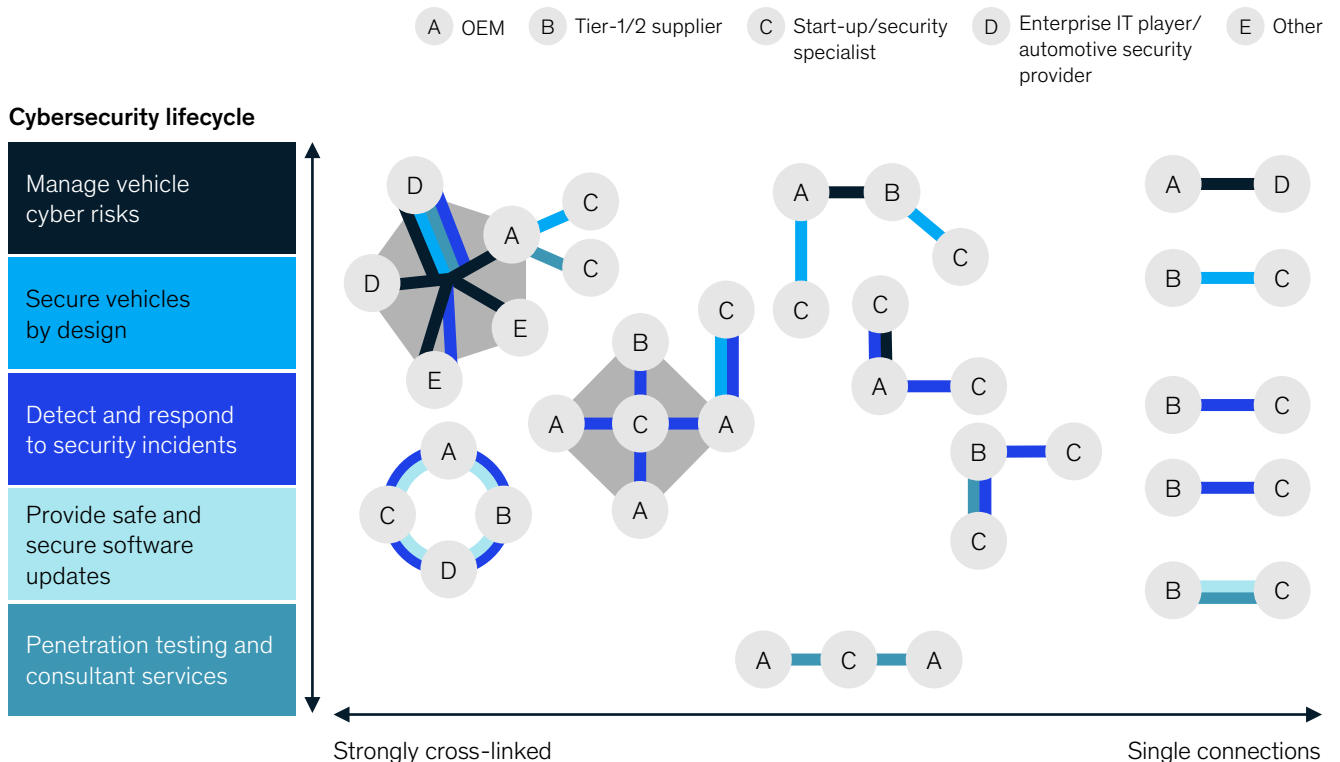 A OEM
B Tier-1/2 supplier
C Start-up/security
specialist
D Enterprise IT player/
automotive security
provider
E Other
Cybersecurity lifecycle
Manage vehicle
cyber risks
Secure vehicles
by design
Detect and respond
to security incidents
Provide safe and
secure software
updates
Penetration testing and
consultant services
D
A
C
C
D
E
E
A
C
B
D
B
A
C
A
A
C
A
B
C
C
C
A
C
B
C
C
A
C
A
A D
B C
B C
B C
B C
Strongly cross-linked
Single connections